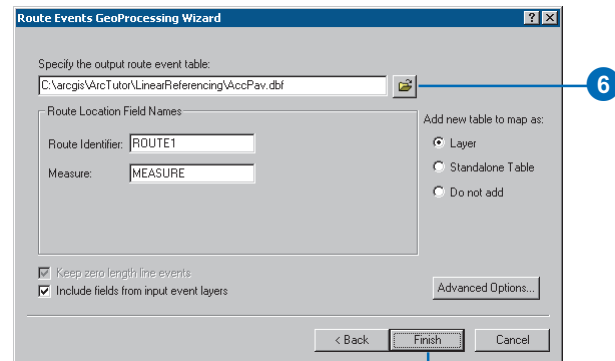 Route Events GeoProcessing Wizard
Specify the output route event table:
C:\arcgis\ArcTutor\LinearReferencing\AccPav.dbf
6
Route Location Field Names
Route Identifier: ROUTE1
Measure: MEASURE
Add new table to map as:
Layer
Standalone Table
Do not add
Keep zero length line events
Include fields from input event layers
Advanced Options...
< Back Finish Cancel